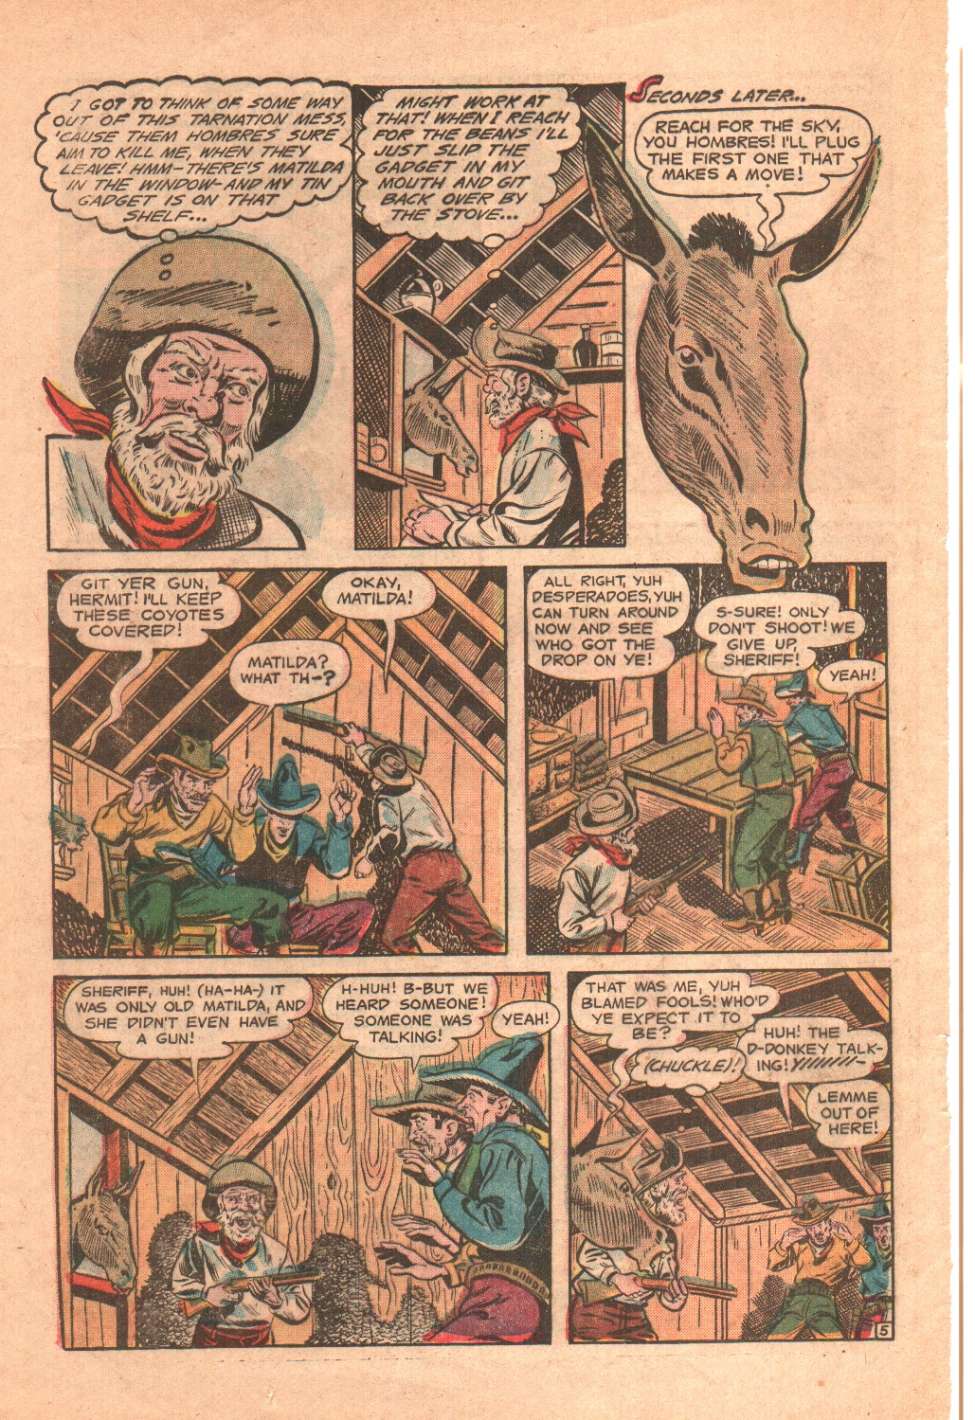 I GOT TO THINK OF SOME WAY
OUT OF THIS TARNATION MESS,
'CAUSE THEM HOMBRES SURE
AIM TO KILL ME, WHEN THEY
LEAVE! HMM-THERE'S MATILDA
IN THE WINDOW-AND MY TIN
GADGET IS ON THAT
SHELF...
MIGHT WORK AT
THAT! WHEN I REACH
FOR THE BEANS I'LL
JUST SLIP THE
GADGET IN MY
MOUTH AND GIT
BACK OVER BY
THE STOVE...
SECONDS LATER...
REACH FOR THE SKY,
YOU HOMBRES! I'LL PLUG
THE FIRST ONE THAT
MAKES A MOVE!
GIT YER GUN,
HERMIT! I'LL KEEP
THESE COYOTES
COVERED!
MATILDA?
WHAT TH-?
OKAY,
MATILDA!
ALL RIGHT, YUH
DESPERADOES, YUH
CAN TURN AROUND
NOW AND SEE
WHO GOT THE
DROP ON YE!
S-SURE! ONLY
DON'T SHOOT! WE
GIVE UP,
SHERIFF!
YEAH!
SHERIFF, HUH! (HA-HA-) IT
WAS ONLY OLD MATILDA, AND
SHE DIDN'T EVEN HAVE
A GUN!
H-HUH! B-BUT WE
HEARD SOMEONE!
SOMEONE WAS
TALKING!
YEAH!
THAT WAS ME, YUH
BLAMED FOOLS! WHO'D
YE EXPECT IT TO
BE?
(CHUCKLE)!
HUH! THE
D-DONKEY TALK-
ING! YIIIIIIII-
LEMME
OUT OF
HERE!
5